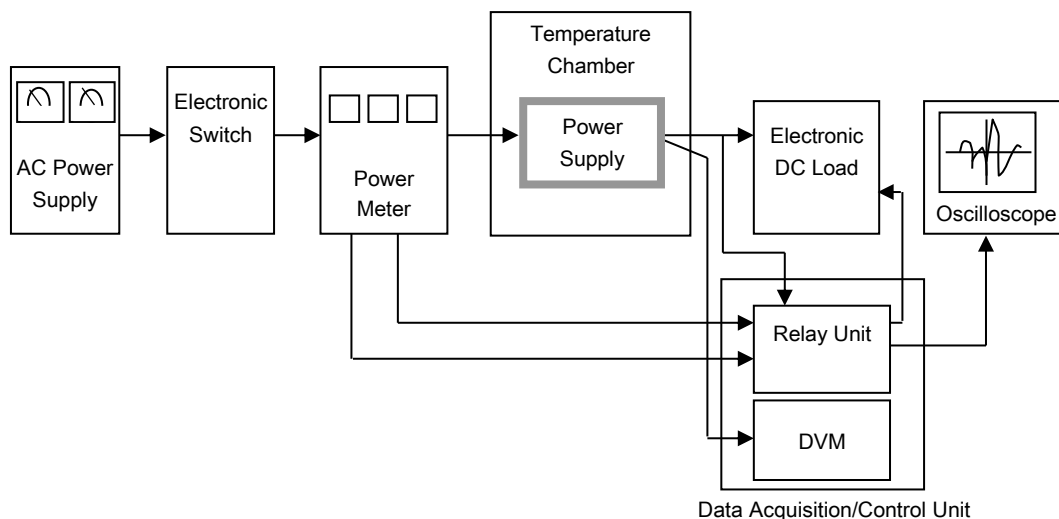 Temperature
Chamber
AC Power
Supply
Electronic
Switch
Power
Meter
Power
Supply
Electronic
DC Load
Oscilloscope
Relay Unit
DVM
Data Acquisition/Control Unit